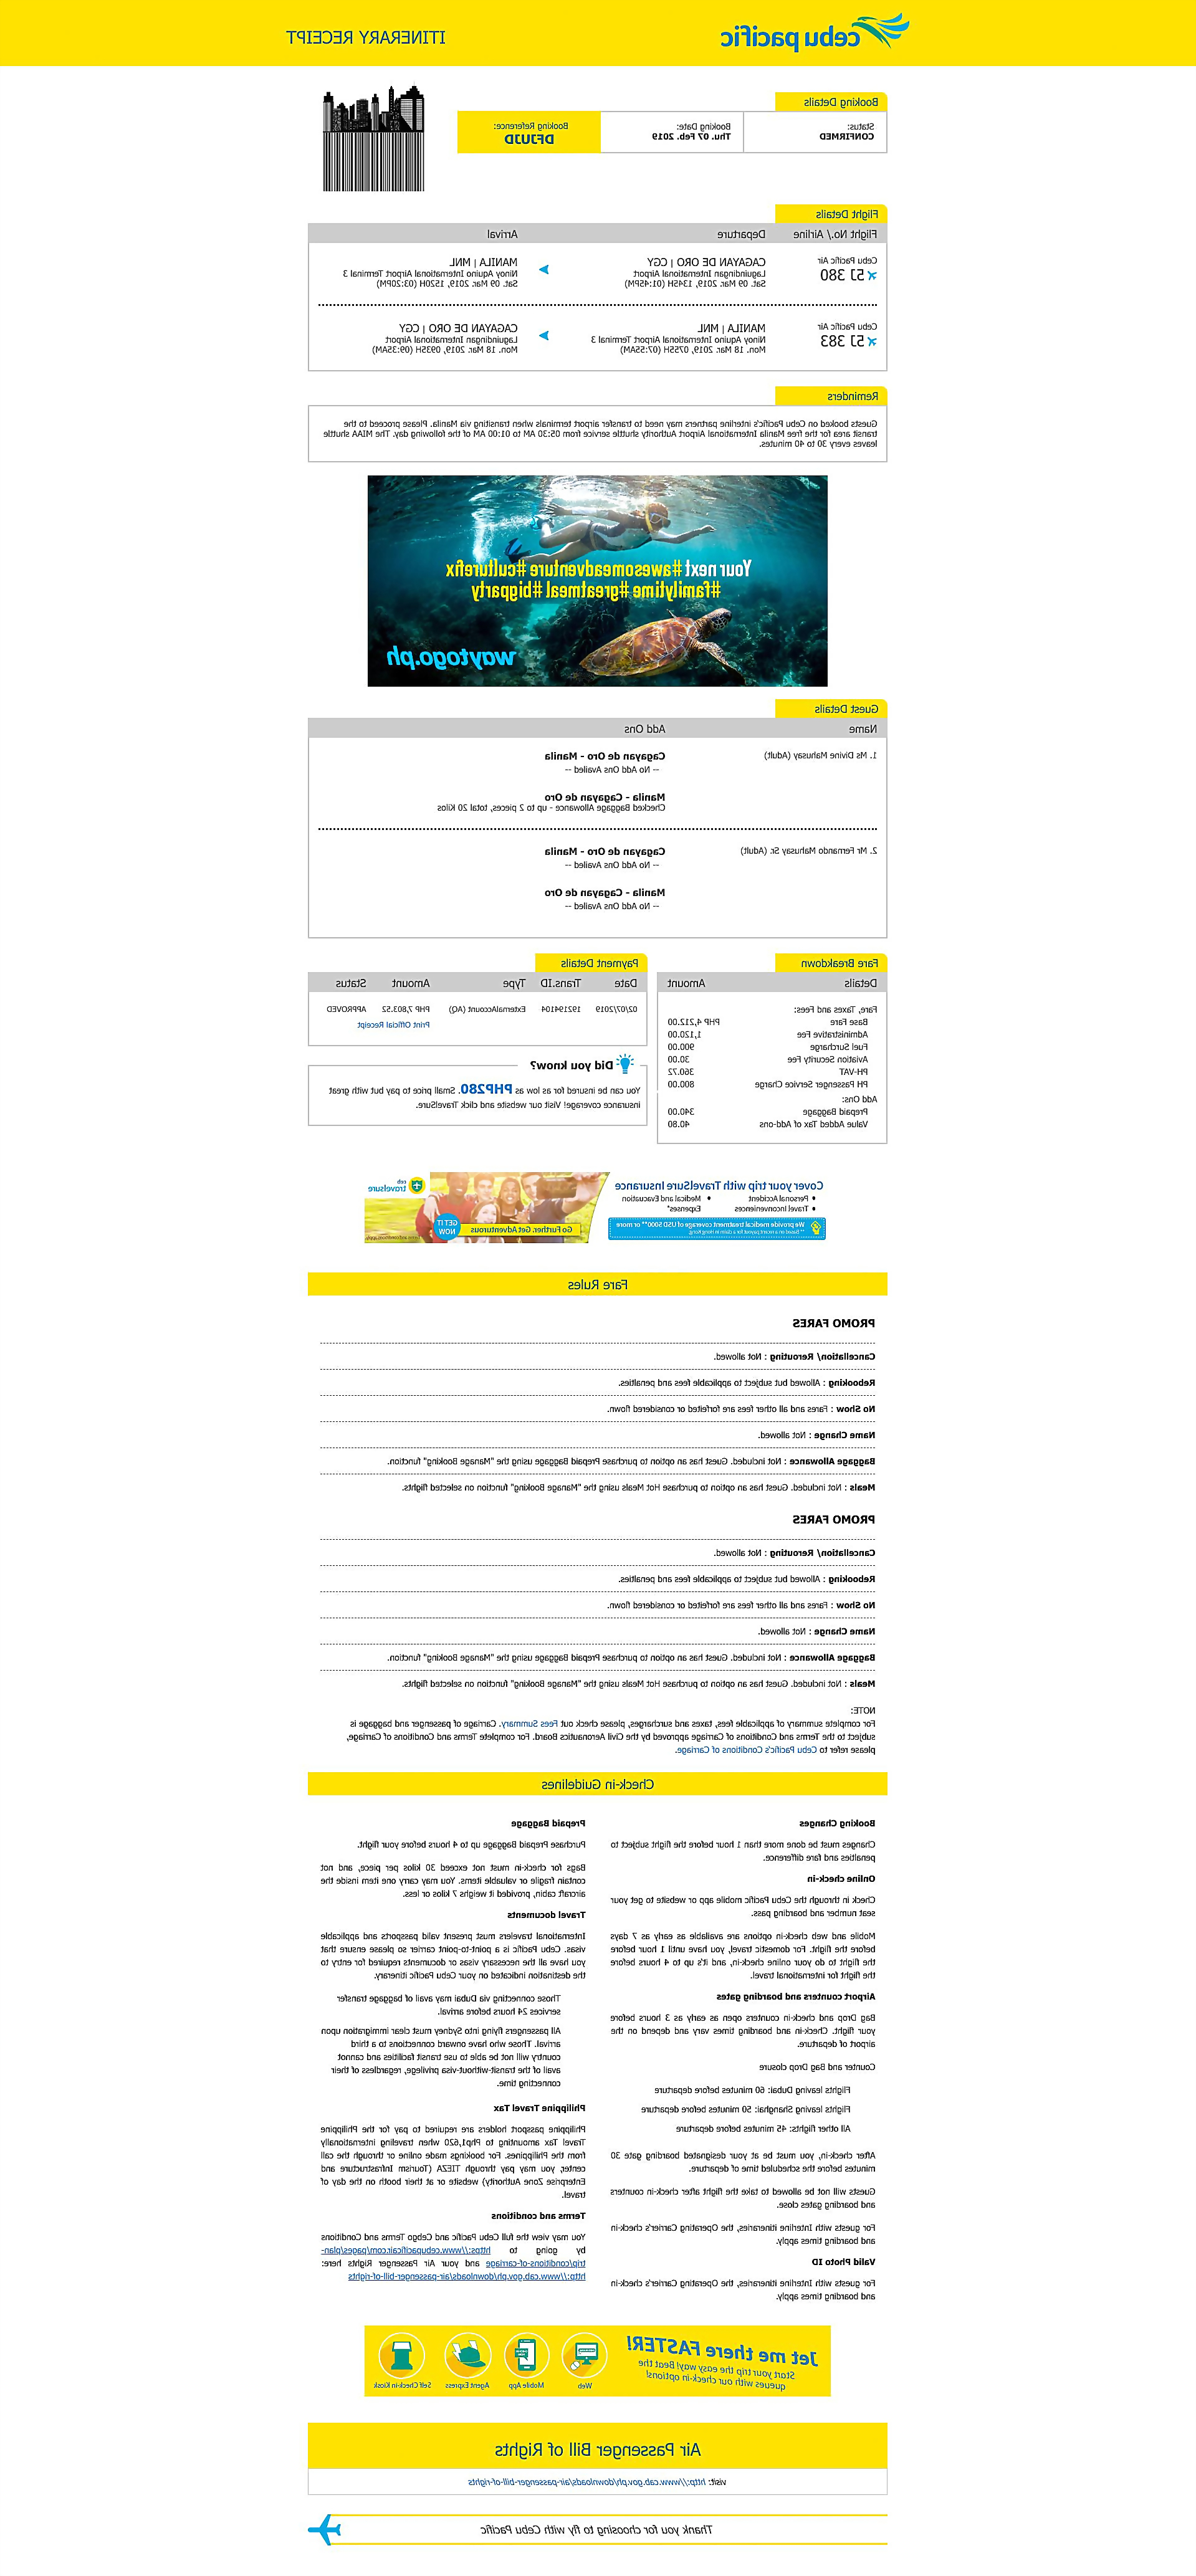 cebu pacific
ITINERARY RECEIPT
Booking Details
Status:
CONFIRMED
Booking Date:
Thu. 07 Feb. 2019
Booking Reference:
DFJUJD
Flight Details
Flight No./ Airline Departure Arrival
Cebu Pacific Air
5J 380
CAGAYAN DE ORO | CGY
Laguindingan International Airport
Sat. 09 Mar. 2019, 1345H (01:45PM)
MANILA | MNL
Ninoy Aquino International Airport Terminal 3
Sat. 09 Mar. 2019, 1520H (03:20PM)
Cebu Pacific Air
5J 383
MANILA | MNL
Ninoy Aquino International Airport Terminal 3
Mon. 18 Mar. 2019, 0755H (07:55AM)
CAGAYAN DE ORO | CGY
Laguindingan International Airport
Mon. 18 Mar. 2019, 0935H (09:35AM)
Reminders
Guests booked on Cebu Pacific's interline partners may need to transfer airport terminals when transiting via Manila. Please proceed to the
transit area for the free Manila International Airport Authority shuttle service from 05:30 AM to 01:00 AM of the following day. The MIAA shuttle
leaves every 30 to 40 minutes.
Your next #awesomeadventure #culturefix
#familytime #greatmeal #bigparty
waytogo.ph
Guest Details
Name Add Ons
1. Ms Divine Mahusay (Adult)
Cagayan de Oro - Manila
-- No Add Ons Availed --
Manila - Cagayan de Oro
Checked Baggage Allowance - up to 2 pieces, total 20 Kilos
2. Mr Fernando Mahusay Sr. (Adult)
Cagayan de Oro - Manila
-- No Add Ons Availed --
Manila - Cagayan de Oro
-- No Add Ons Availed --
Fare Breakdown
Details Amount
Fare, Taxes and Fees:
Base Fare PHP 4,212.00
Administrative Fee 1,120.00
Fuel Surcharge 900.00
Aviation Security Fee 30.00
PH-VAT 360.72
PH Passenger Service Charge 800.00
Add Ons:
Prepaid Baggage 340.00
Value Added Tax of Add-ons 40.80
Payment Details
Date Trans.ID Type Amount Status
02/07/2019 192194104 ExternalAccount (AQ) PHP 7,803.52 APPROVED
Print Official Receipt
Did you know?
You can be insured for as low as PHP280. Small price to pay but with great
insurance coverage! Visit our website and click TravelSure.
Cover your trip with TravelSure Insurance
• Personal Accident
• Travel Inconveniences
• Medical and Evacuation
Expenses*
We provide medical treatment coverage of USD 5000** or more
Go Further. Get Adventurous
GET IT
NOW
ceb
travelsure
Fare Rules
PROMO FARES
Cancellation/ Rerouting : Not allowed.
Rebooking : Allowed but subject to applicable fees and penalties.
No Show : Fares and all other fees are forfeited or considered flown.
Name Change : Not allowed.
Baggage Allowance : Not included. Guest has an option to purchase Prepaid Baggage using the "Manage Booking" function.
Meals : Not included. Guest has an option to purchase Hot Meals using the "Manage Booking" function on selected flights.
PROMO FARES
Cancellation/ Rerouting : Not allowed.
Rebooking : Allowed but subject to applicable fees and penalties.
No Show : Fares and all other fees are forfeited or considered flown.
Name Change : Not allowed.
Baggage Allowance : Not included. Guest has an option to purchase Prepaid Baggage using the "Manage Booking" function.
Meals : Not included. Guest has an option to purchase Hot Meals using the "Manage Booking" function on selected flights.
NOTE:
For complete summary of applicable fees, taxes and surcharges, please check out Fees Summary. Carriage of passenger and baggage is
subject to the Terms and Conditions of Carriage approved by the Civil Aeronautics Board. For complete Terms and Conditions of Carriage,
please refer to Cebu Pacific's Conditions of Carriage.
Check-in Guidelines
Booking Changes
Changes must be done more than 1 hour before the flight subject to
penalties and fare difference.
Online check-in
Check in through the Cebu Pacific mobile app or website to get your
seat number and boarding pass.
Mobile and web check-in options are available as early as 7 days
before the flight. For domestic travel, you have until 1 hour before
the flight to do your online check-in, and it's up to 4 hours before
the flight for international travel.
Airport counters and boarding gates
Bag Drop and check-in counters open as early as 3 hours before
your flight. Check-in and boarding times vary and depend on the
airport of departure.
Counter and Bag Drop closure
Flights leaving Dubai: 60 minutes before departure
Flights leaving Shanghai: 50 minutes before departure
All other flights: 45 minutes before departure
After check-in, you must be at your designated boarding gate 30
minutes before the scheduled time of departure.
Guests will not be allowed to take the flight after check-in counters
and boarding gates close.
For guests with Interline itineraries, the Operating Carrier's check-in
and boarding times apply.
Valid Photo ID
For guests with Interline itineraries, the Operating Carrier's check-in
and boarding times apply.
Prepaid Baggage
Purchase Prepaid Baggage up to 4 hours before your flight.
Bags for check-in must not exceed 30 kilos per piece, and not
contain fragile or valuable items. You may carry one item inside the
aircraft cabin, provided it weighs 7 kilos or less.
Travel documents
International travelers must present valid passports and applicable
visas. Cebu Pacific is a point-to-point carrier so please ensure that
you have all the necessary visas or documents required for entry to
the destination indicated on your Cebu Pacific itinerary.
Those connecting via Dubai may avail of baggage transfer
services 24 hours before arrival.
All passengers flying into Sydney must clear immigration upon
arrival. Those who have onward connections to a third
country will not be able to use transit facilities and cannot
avail of the transit-without-visa privilege, regardless of their
connecting time.
Philippine Travel Tax
Philippine passport holders are required to pay for the Philippine
Travel Tax amounting to Php1,620 when traveling internationally
from the Philippines. For bookings made online or through the call
center, you may pay through TIEZA (Tourism Infrastructure and
Enterprise Zone Authority) website or at their booth on the day of
travel.
Terms and conditions
You may view the full Cebu Pacific and Cebgo Terms and Conditions
by going to https://www.cebupacificair.com/pages/plan-
trip/conditions-of-carriage and your Air Passenger Rights here:
http://www.cab.gov.ph/downloads/air-passenger-bill-of-rights
Jet me there FASTER!
Start your trip the easy way! Beat the
queues with our check-in options!
Web
Mobile App
Agent Express
Self Check-in Kiosk
Air Passenger Bill of Rights
visit: http://www.cab.gov.ph/downloads/air-passenger-bill-of-rights
Thank you for choosing to fly with Cebu Pacific